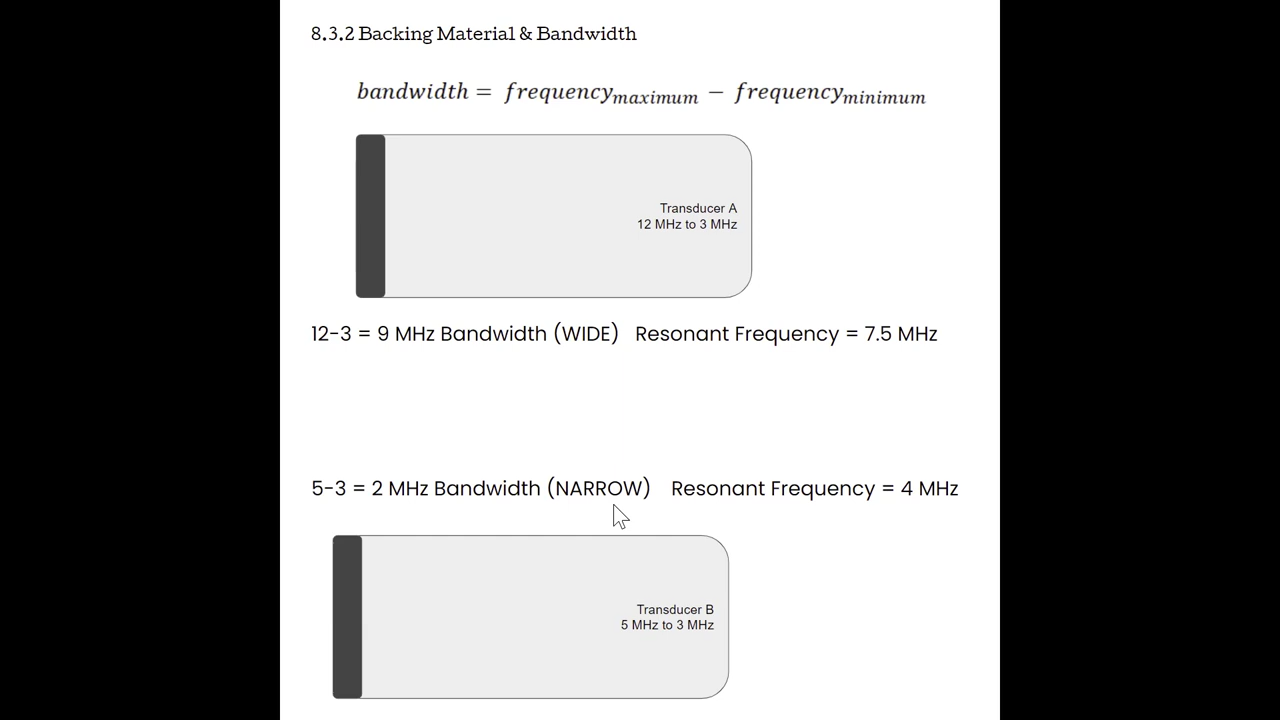 8.3.2 Backing Material & Bandwidth
bandwidth = frequency_maximum − frequency_minimum
Transducer A
12 MHz to 3 MHz
12-3 = 9 MHz Bandwidth (WIDE) Resonant Frequency = 7.5 MHz
5-3 = 2 MHz Bandwidth (NARROW) Resonant Frequency = 4 MHz
Transducer B
5 MHz to 3 MHz